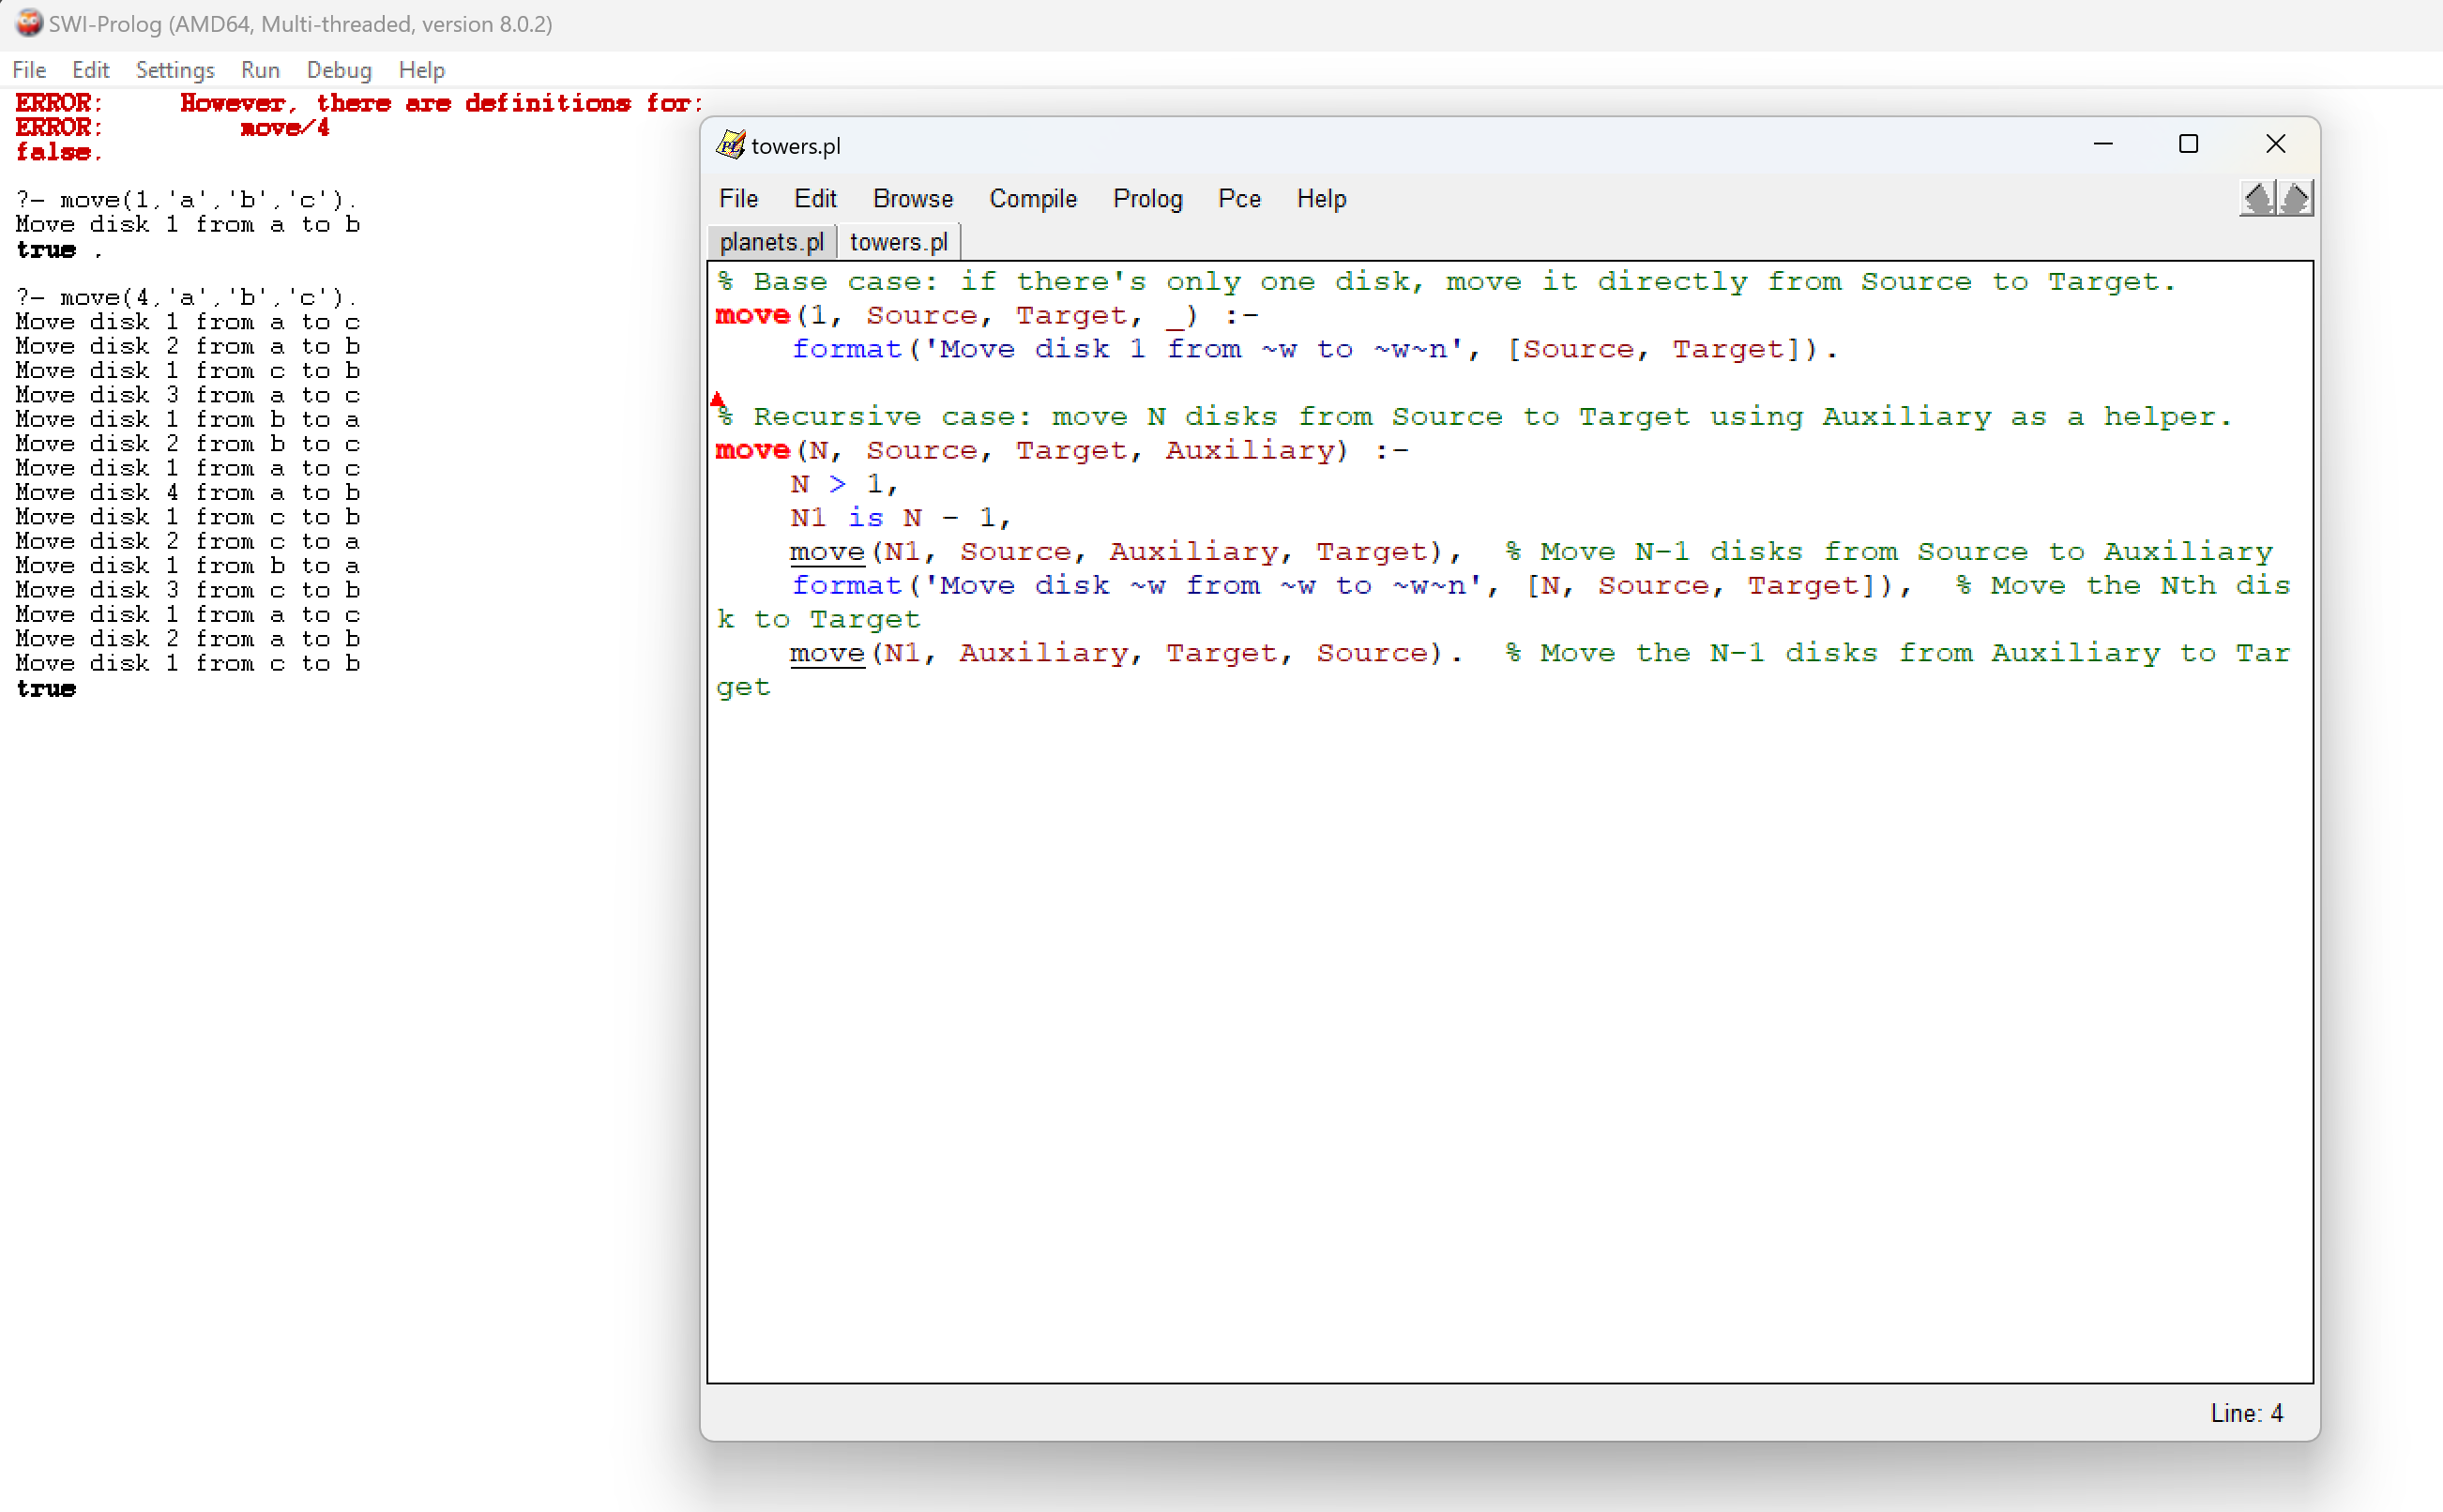 SWI-Prolog (AMD64, Multi-threaded, version 8.0.2)
File Edit Settings Run Debug Help
ERROR: However, there are definitions for:
ERROR: move/4
false.
?- move(1,'a','b','c').
Move disk 1 from a to b
true .
?- move(4,'a','b','c').
Move disk 1 from a to c
Move disk 2 from a to b
Move disk 1 from c to b
Move disk 3 from a to c
Move disk 1 from b to a
Move disk 2 from b to c
Move disk 1 from a to c
Move disk 4 from a to b
Move disk 1 from c to b
Move disk 2 from c to a
Move disk 1 from b to a
Move disk 3 from c to b
Move disk 1 from a to c
Move disk 2 from a to b
Move disk 1 from c to b
true
towers.pl
File Edit Browse Compile Prolog Pce Help
planets.pl towers.pl
% Base case: if there's only one disk, move it directly from Source to Target.
move(1, Source, Target, _) :-
    format('Move disk 1 from ~w to ~w~n', [Source, Target]).
% Recursive case: move N disks from Source to Target using Auxiliary as a helper.
move(N, Source, Target, Auxiliary) :-
    N > 1,
    N1 is N - 1,
    move(N1, Source, Auxiliary, Target),  % Move N-1 disks from Source to Auxiliary
    format('Move disk ~w from ~w to ~w~n', [N, Source, Target]),  % Move the Nth dis
k to Target
    move(N1, Auxiliary, Target, Source).  % Move the N-1 disks from Auxiliary to Tar
get
Line: 4